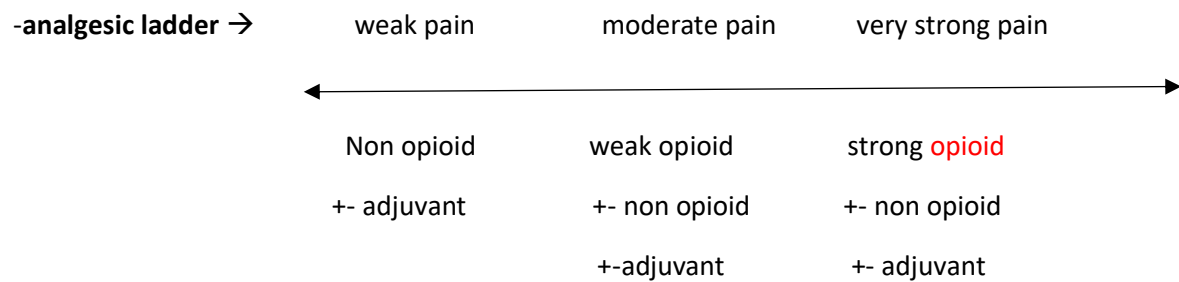 -analgesic ladder → weak pain moderate pain very strong pain
Non opioid weak opioid strong opioid
+- adjuvant +- non opioid +- non opioid
+-adjuvant +- adjuvant